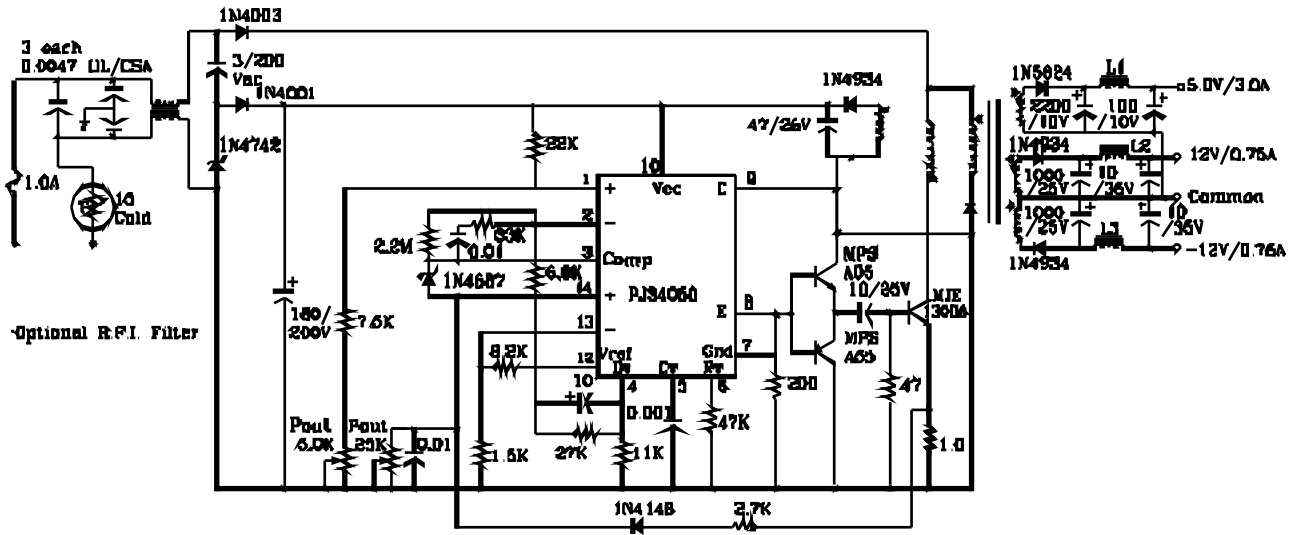 1N4003
3 each
0.0047 UL/CSA
3/200
Vac
1N4001
1N4742
1.0A
10
Cold
Optional R.F.I. Filter
180/
200V
7.5K
Pout
5.0K
Pout
25K
0.01
22K
33K
0.01
2.2M
1N4687
8.2K
1.5K
10
27K
0.001
11K
47K
10
Vcc
C
9
1
+
2
−
3
Comp
14
+
13
−
12
Vref
PJ34060
E
8
Gnd
7
DT
CT
RT
4
5
6
47/25V
1N4934
MPS
A05
10/25V
MPS
A55
MJE
200
47
1.0
1N4148
2.7K
1N5824
L1
5.0V/3.0A
2200
/10V
100
/10V
1N4934
L2
12V/0.75A
1000
/25V
10
/35V
Common
1000
/25V
L3
10
/35V
-12V/0.75A
1N4934